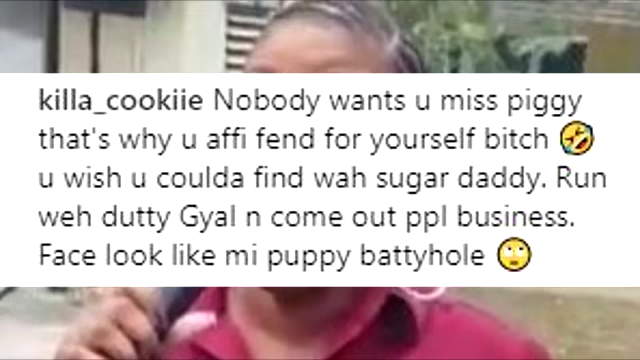 killa_cookiie Nobody wants u miss piggy
that's why u affi fend for yourself bitch 🤣
u wish u coulda find wah sugar daddy. Run
weh dutty Gyal n come out ppl business.
Face look like mi puppy battyhole 🙄